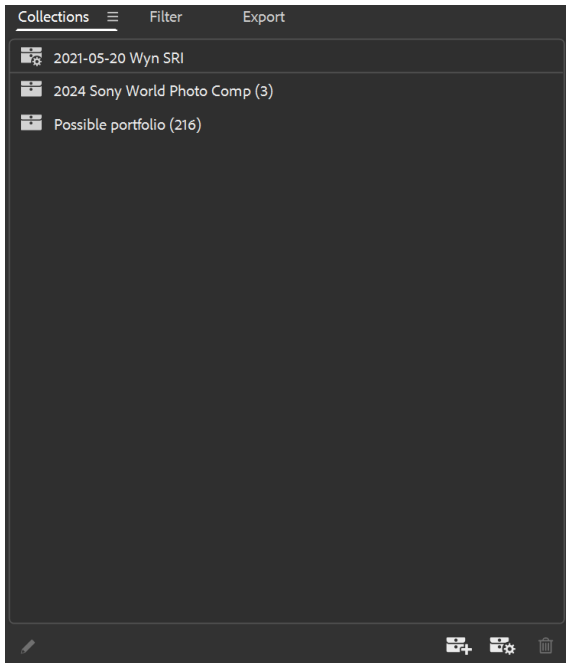 Collections Filter Export
2021-05-20 Wyn SRI
2024 Sony World Photo Comp (3)
Possible portfolio (216)